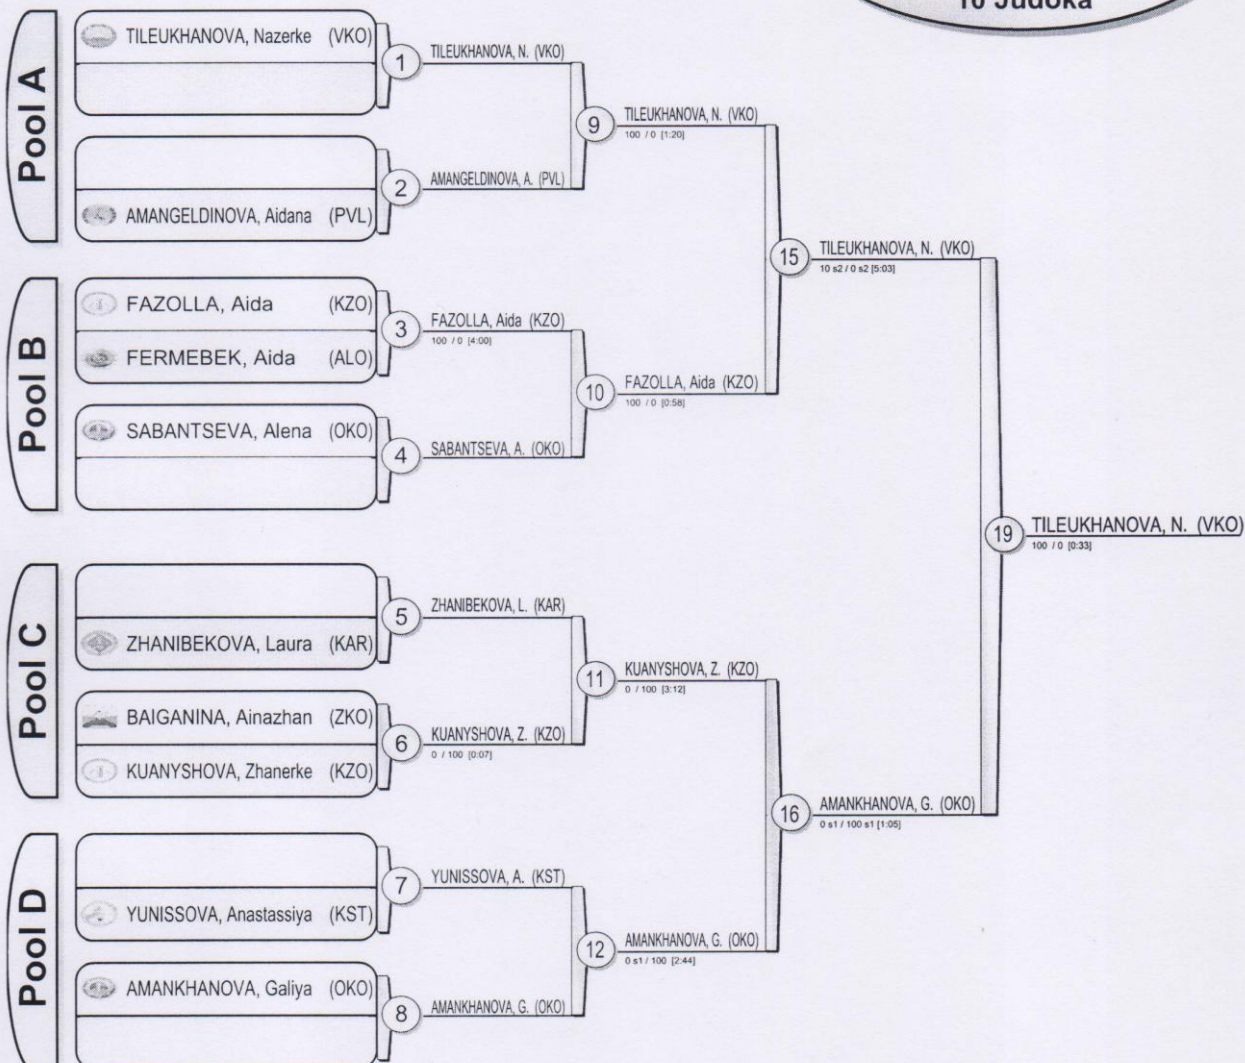 10 Judoka
Pool A
TILEUKHANOVA, Nazerke (VKO)
1
TILEUKHANOVA, N. (VKO)
9
TILEUKHANOVA, N. (VKO)
100 / 0 [1:20]
2
AMANGELDINOVA, A. (PVL)
AMANGELDINOVA, Aidana (PVL)
15
TILEUKHANOVA, N. (VKO)
10 s2 / 0 s2 [5:03]
Pool B
FAZOLLA, Aida (KZO)
3
FAZOLLA, Aida (KZO)
100 / 0 [4:00]
FERMEBEK, Aida (ALO)
10
FAZOLLA, Aida (KZO)
100 / 0 [0:58]
SABANTSEVA, Alena (OKO)
4
SABANTSEVA, A. (OKO)
19
TILEUKHANOVA, N. (VKO)
100 / 0 [0:33]
Pool C
5
ZHANIBEKOVA, L. (KAR)
ZHANIBEKOVA, Laura (KAR)
11
KUANYSHOVA, Z. (KZO)
0 / 100 [3:12]
BAIGANINA, Ainazhan (ZKO)
6
KUANYSHOVA, Z. (KZO)
0 / 100 [0:07]
KUANYSHOVA, Zhanerke (KZO)
16
AMANKHANOVA, G. (OKO)
0 s1 / 100 s1 [1:05]
Pool D
7
YUNISSOVA, A. (KST)
YUNISSOVA, Anastassiya (KST)
12
AMANKHANOVA, G. (OKO)
0 s1 / 100 [2:44]
AMANKHANOVA, Galiya (OKO)
8
AMANKHANOVA, G. (OKO)